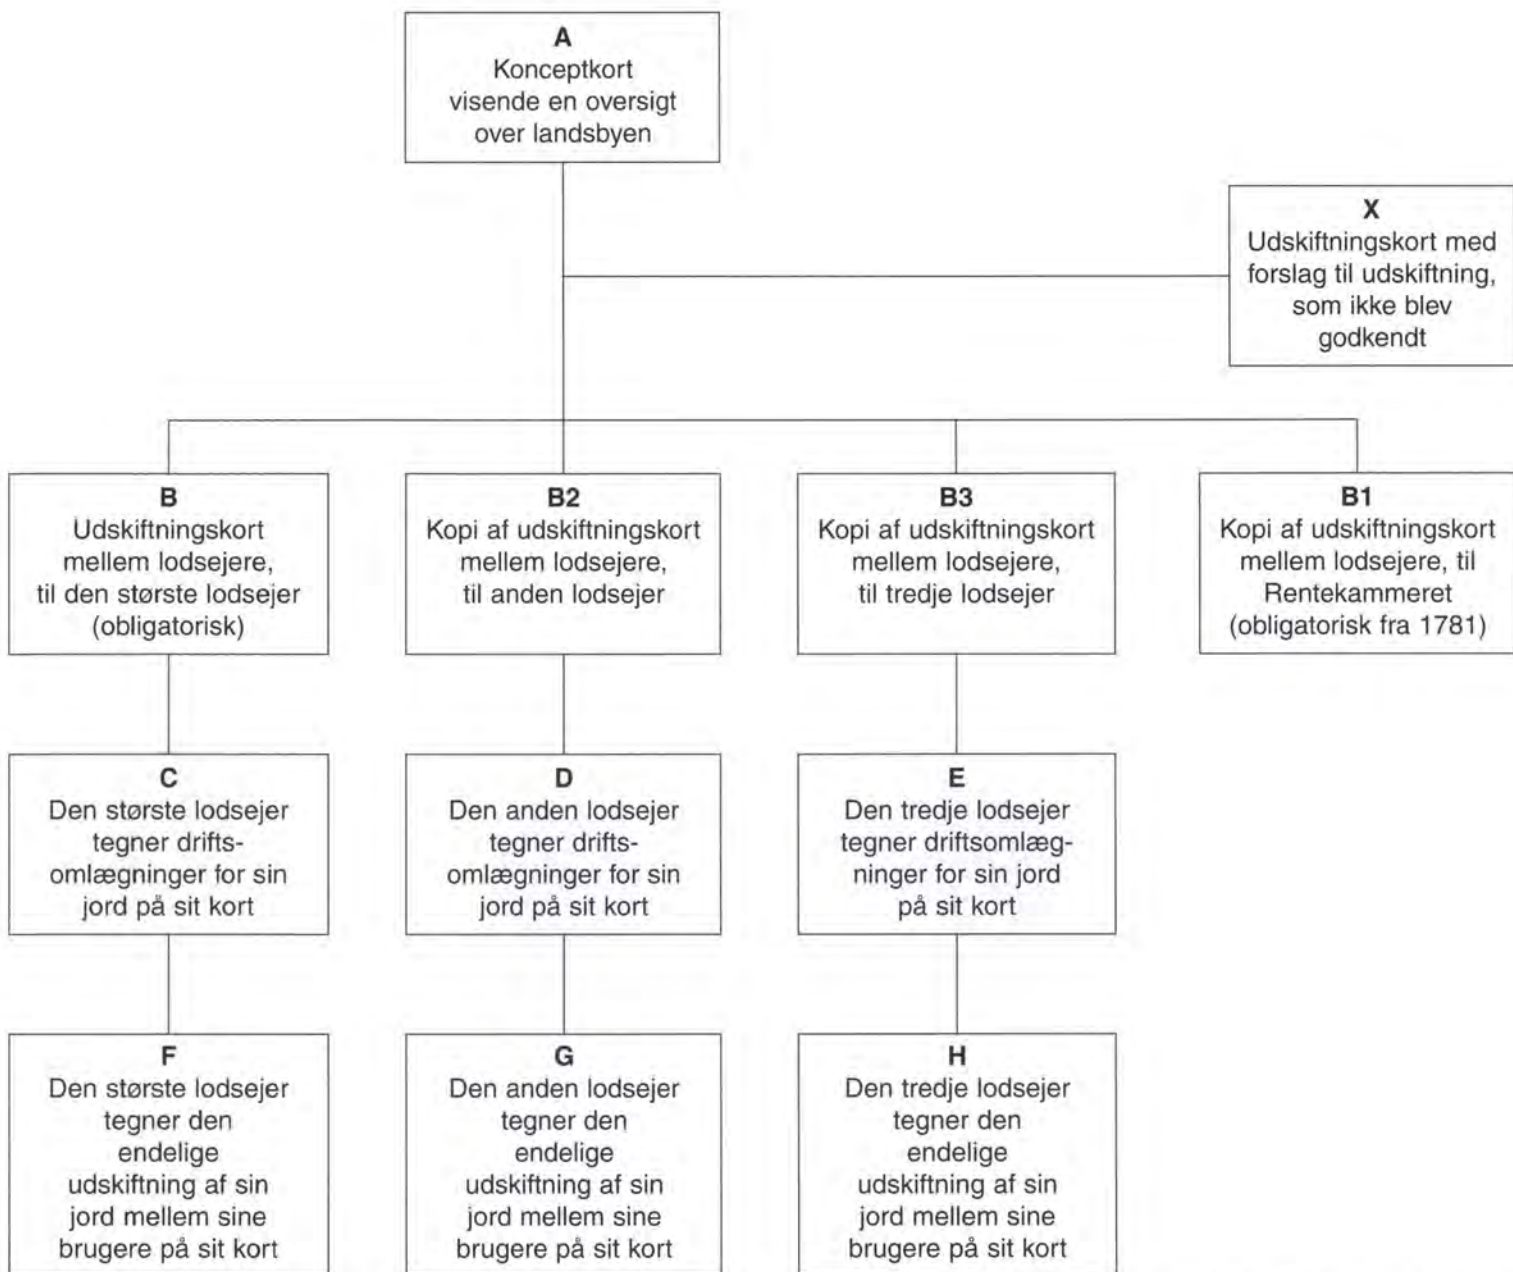 A
Konceptkort
visende en oversigt
over landsbyen
X
Udskiftningskort med
forslag til udskiftning,
som ikke blev
godkendt
B
Udskiftningskort
mellem lodsejere,
til den største lodsejer
(obligatorisk)
B2
Kopi af udskiftningskort
mellem lodsejere,
til anden lodsejer
B3
Kopi af udskiftningskort
mellem lodsejere,
til tredje lodsejer
B1
Kopi af udskiftningskort
mellem lodsejere, til
Rentekammeret
(obligatorisk fra 1781)
C
Den største lodsejer
tegner drifts-
omlægninger for sin
jord på sit kort
D
Den anden lodsejer
tegner drifts-
omlægninger for sin
jord på sit kort
E
Den tredje lodsejer
tegner driftsomlæg-
ninger for sin jord
på sit kort
F
Den største lodsejer
tegner den
endelige
udskiftning af sin
jord mellem sine
brugere på sit kort
G
Den anden lodsejer
tegner den
endelige
udskiftning af sin
jord mellem sine
brugere på sit kort
H
Den tredje lodsejer
tegner den
endelige
udskiftning af sin
jord mellem sine
brugere på sit kort